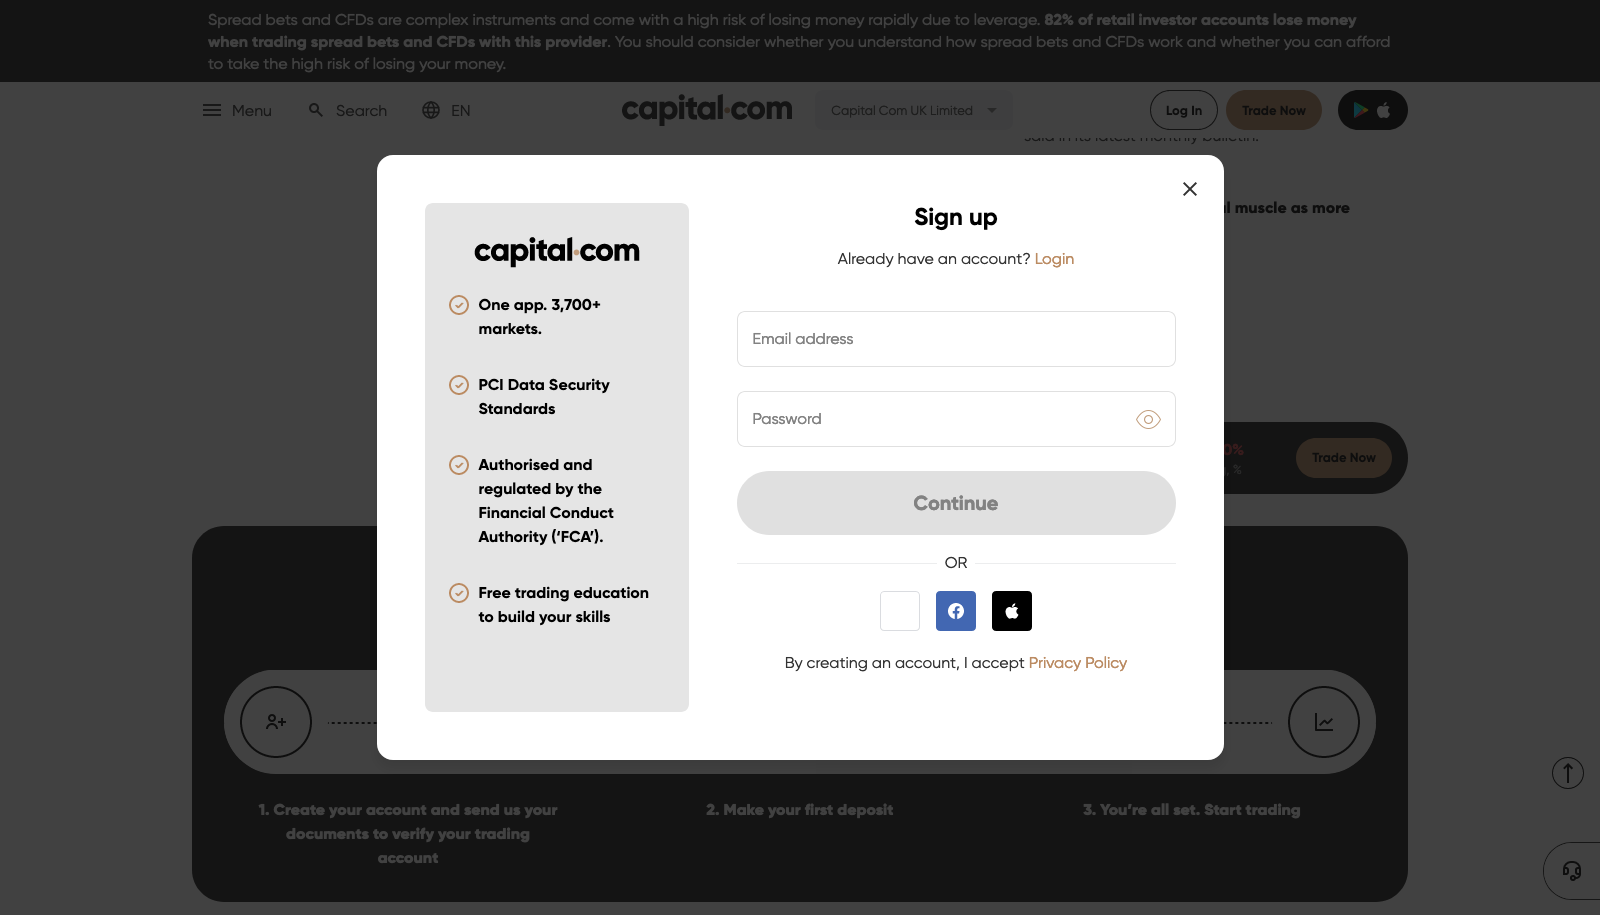 Spread bets and CFDs are complex instruments and come with a high risk of losing money rapidly due to leverage. 82% of retail investor accounts lose money
when trading spread bets and CFDs with this provider. You should consider whether you understand how spread bets and CFDs work and whether you can afford
to take the high risk of losing your money.
Menu
Search
EN
capital.com
Capital Com UK Limited
Log In
Trade Now
said in its latest monthly bulletin.
muscle as more
Sign up
Already have an account? Login
capital.com
One app. 3,700+
markets.
PCI Data Security
Standards
Authorised and
regulated by the
Financial Conduct
Authority (‘FCA’).
Free trading education
to build your skills
Email address
Password
Continue
OR
By creating an account, I accept Privacy Policy
0%
%
Trade Now
1. Create your account and send us your
documents to verify your trading
account
2. Make your first deposit
3. You’re all set. Start trading